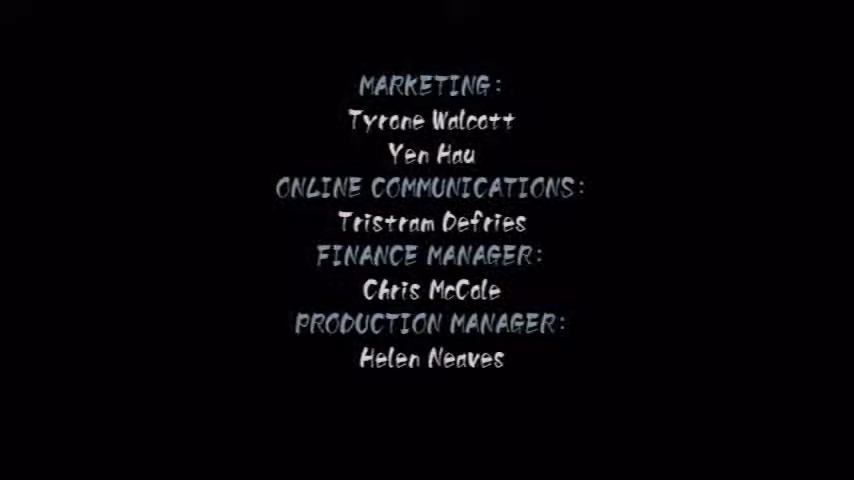 MARKETING:
Tyrone Walcott
Yen Hau
ONLINE COMMUNICATIONS:
Tristram Defries
FINANCE MANAGER:
Chris McCole
PRODUCTION MANAGER:
Helen Neaves